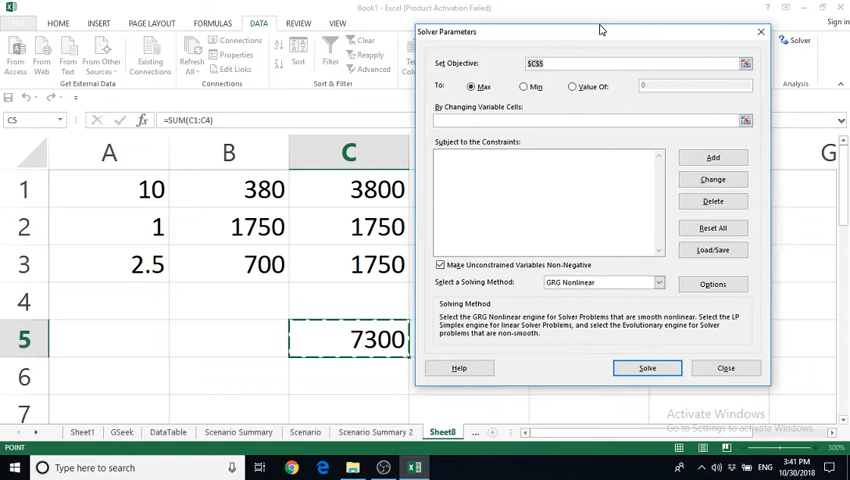 Book1 - Excel (Product Activation Failed)
FILE HOME INSERT PAGE LAYOUT FORMULAS DATA REVIEW VIEW
Sign in
From Access
From Web
From Text
From Other Sources
Existing Connections
Get External Data
Connections
Properties
Edit Links
Connections
Sort
Filter
Clear
Reapply
Advanced
Sort & Filter
Solver
Analysis
C5
=SUM(C1:C4)
A B C G
1 10 380 3800
2 1 1750 1750
3 2.5 700 1750
4
5 7300
6
7
Solver Parameters
Set Objective: $C$5
To: Max Min Value Of: 0
By Changing Variable Cells:
Subject to the Constraints:
Add
Change
Delete
Reset All
Load/Save
Make Unconstrained Variables Non-Negative
Select a Solving Method: GRG Nonlinear
Options
Solving Method
Select the GRG Nonlinear engine for Solver Problems that are smooth nonlinear. Select the LP
Simplex engine for linear Solver Problems, and select the Evolutionary engine for Solver
problems that are non-smooth.
Help Solve Close
Activate Windows
Go to Settings to activate Windows.
Sheet1 GSeek DataTable Scenario Summary Scenario Scenario Summary 2 Sheet8 ...
POINT
300%
Type here to search
ENG
3:41 PM
10/30/2018